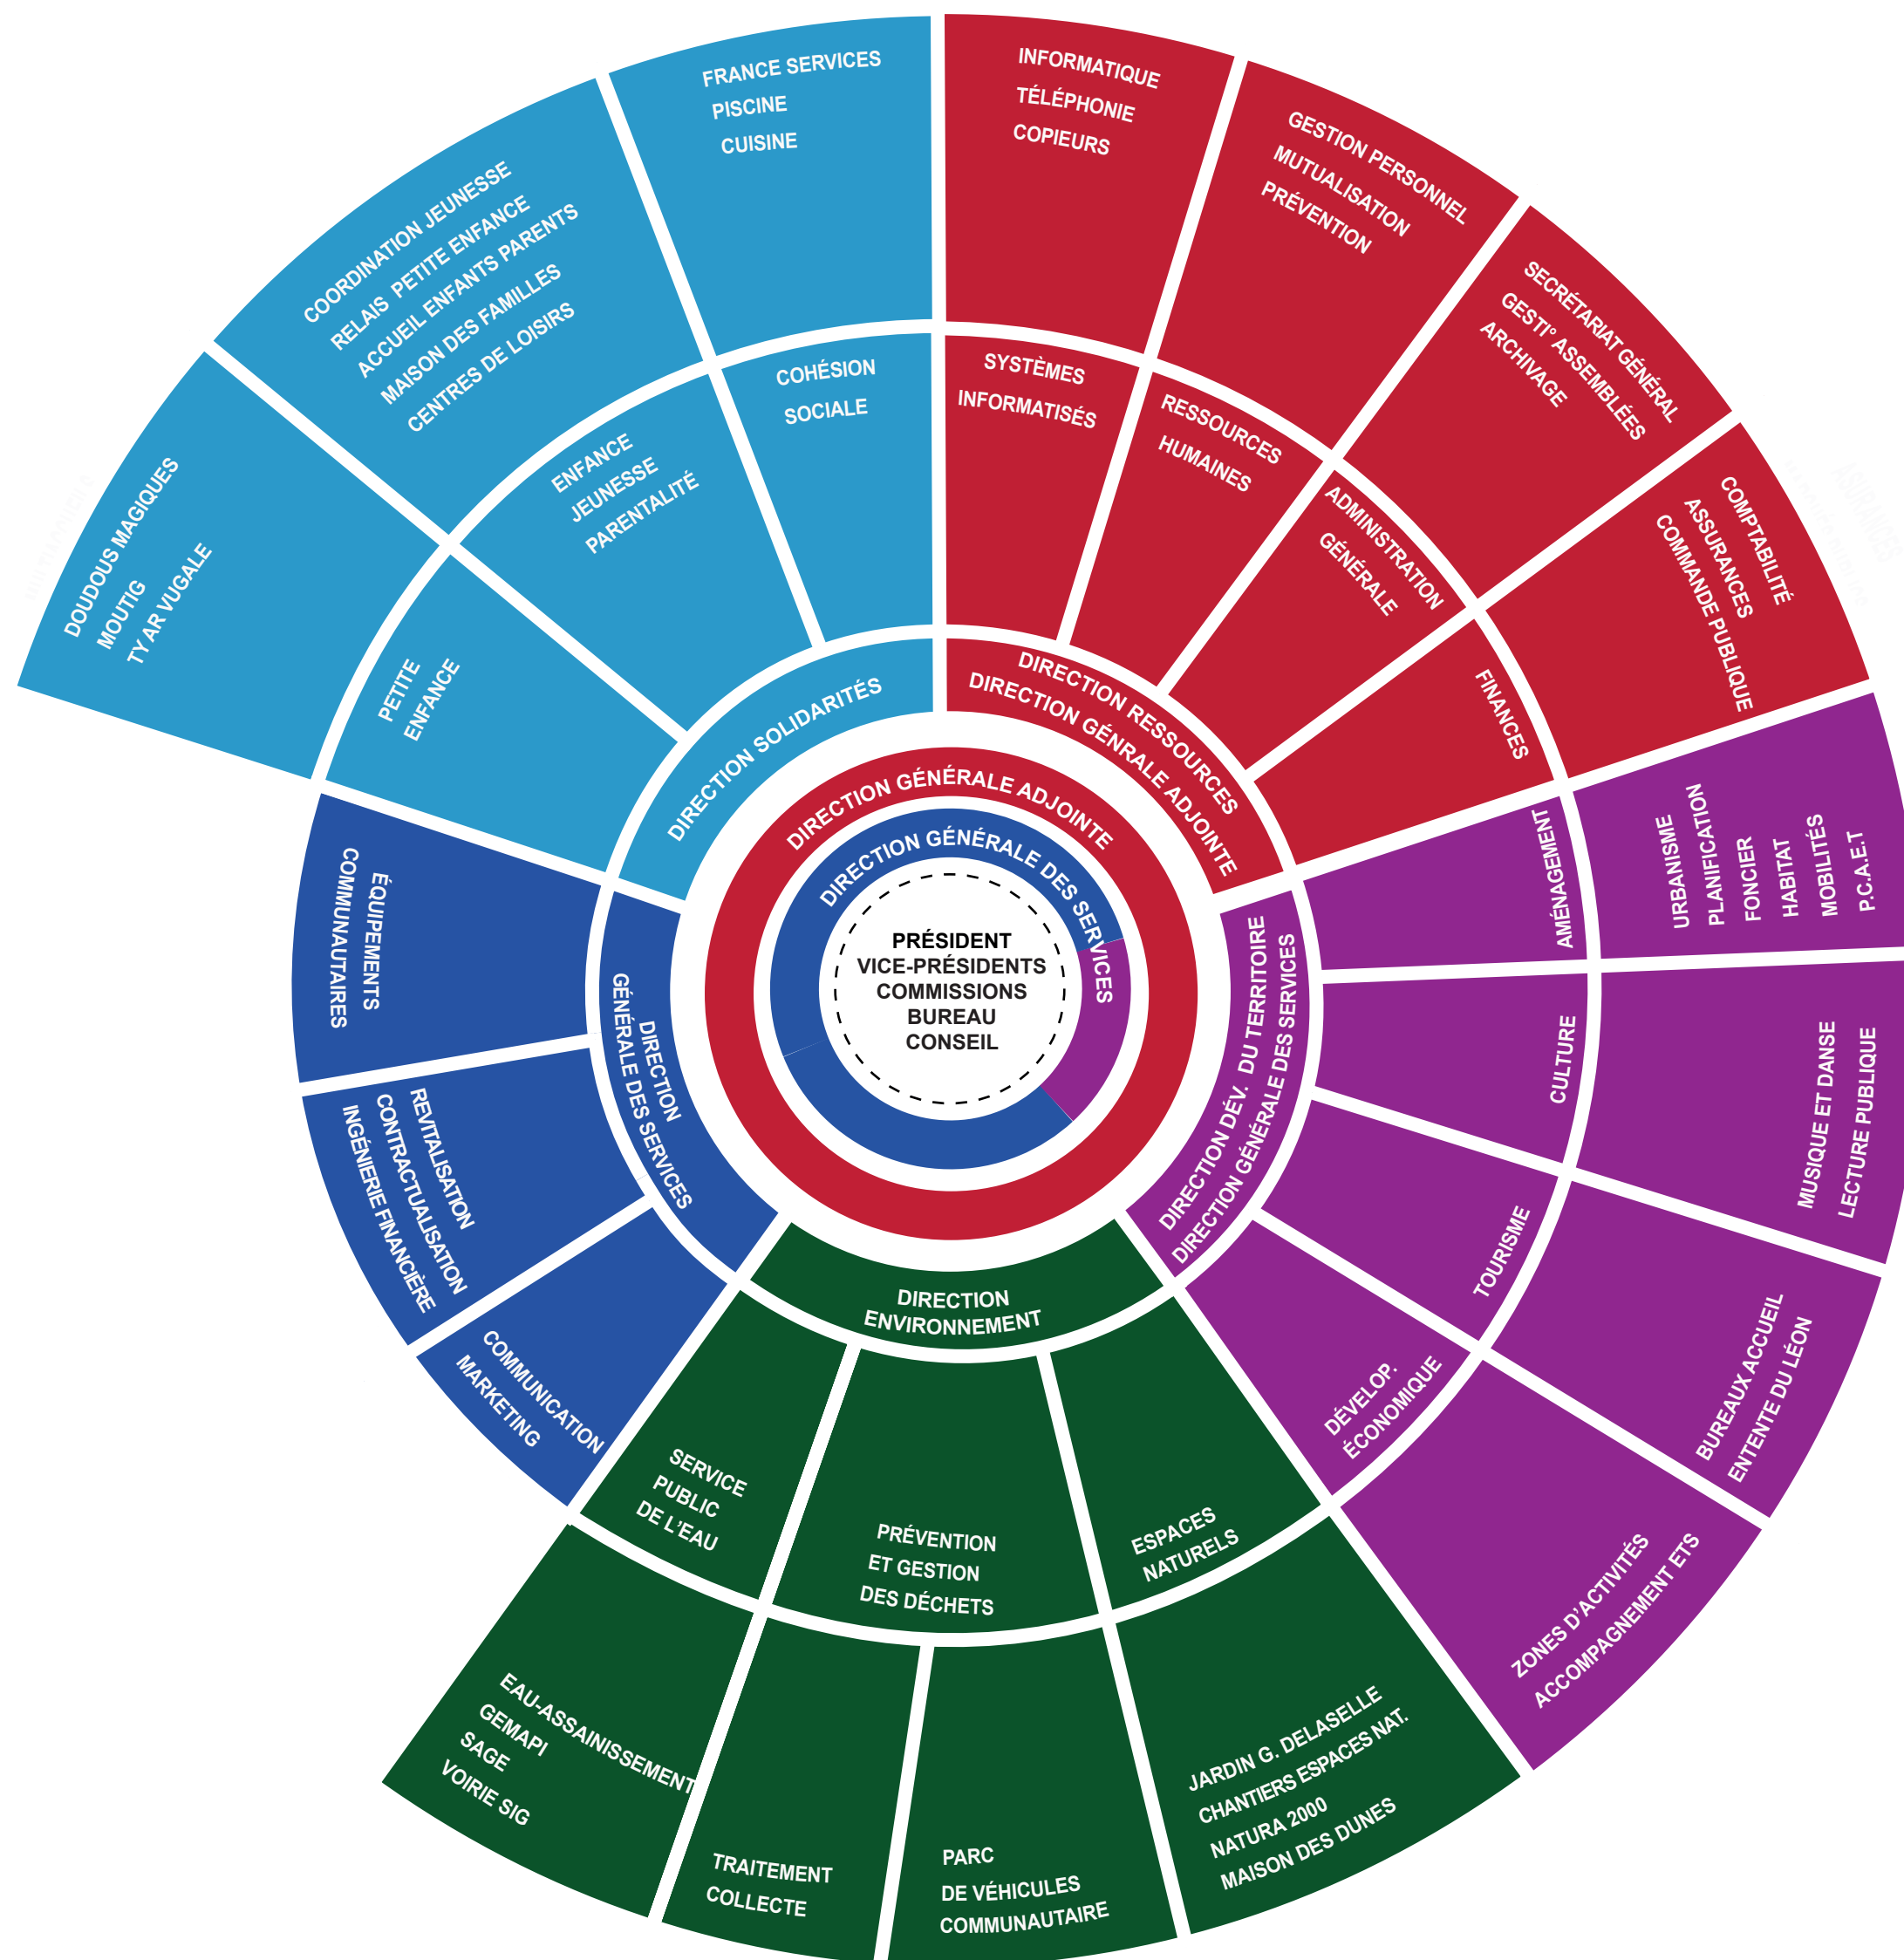 PRÉSIDENT
VICE-PRÉSIDENTS
COMMISSIONS
BUREAU
CONSEIL
DIRECTION GÉNÉRALE DES SERVICES
DIRECTION GÉNÉRALE ADJOINTE
DIRECTION SOLIDARITÉS
FRANCE SERVICES
PISCINE
CUISINE
COHÉSION
SOCIALE
COORDINATION JEUNESSE
RELAIS PETITE ENFANCE
ACCUEIL ENFANTS PARENTS
MAISON DES FAMILLES
CENTRES DE LOISIRS
ENFANCE
JEUNESSE
PARENTALITÉ
DOUDOUS MAGIQUES
MOUTIG
TY AR VUGALE
PETITE
ENFANCE
DIRECTION RESSOURCES
DIRECTION GÉNRALE ADJOINTE
INFORMATIQUE
TÉLÉPHONIE
COPIEURS
SYSTÈMES
INFORMATISÉS
GESTION PERSONNEL
MUTUALISATION
PRÉVENTION
RESSOURCES
HUMAINES
SECRÉTARIAT GÉNÉRAL
GESTI° ASSEMBLÉES
ARCHIVAGE
ADMINISTRATION
GÉNÉRALE
COMPTABILITÉ
ASSURANCES
COMMANDE PUBLIQUE
FINANCES
DIRECTION DÉV. DU TERRITOIRE
DIRECTION GÉNÉRALE DES SERVICES
AMÉNAGEMENT
URBANISME
PLANIFICATION
FONCIER
HABITAT
MOBILITÉS
P.C.A.E.T
CULTURE
MUSIQUE ET DANSE
LECTURE PUBLIQUE
TOURISME
BUREAUX ACCUEIL
ENTENTE DU LÉON
DÉVELOP.
ÉCONOMIQUE
ZONES D'ACTIVITÉS
ACCOMPAGNEMENT ETS
DIRECTION
ENVIRONNEMENT
ESPACES
NATURELS
JARDIN G. DELASELLE
CHANTIERS ESPACES NAT.
NATURA 2000
MAISON DES DUNES
PRÉVENTION
ET GESTION
DES DÉCHETS
PARC
DE VÉHICULES
COMMUNAUTAIRE
TRAITEMENT
COLLECTE
SERVICE
PUBLIC
DE L'EAU
EAU-ASSAINISSEMENT
GEMAPI
SAGE
VOIRIE SIG
DIRECTION
GÉNÉRALE DES SERVICES
ÉQUIPEMENTS
COMMUNAUTAIRES
REVITALISATION
CONTRACTUALISATION
INGÉNIERIE FINANCIÈRE
COMMUNICATION
MARKETING